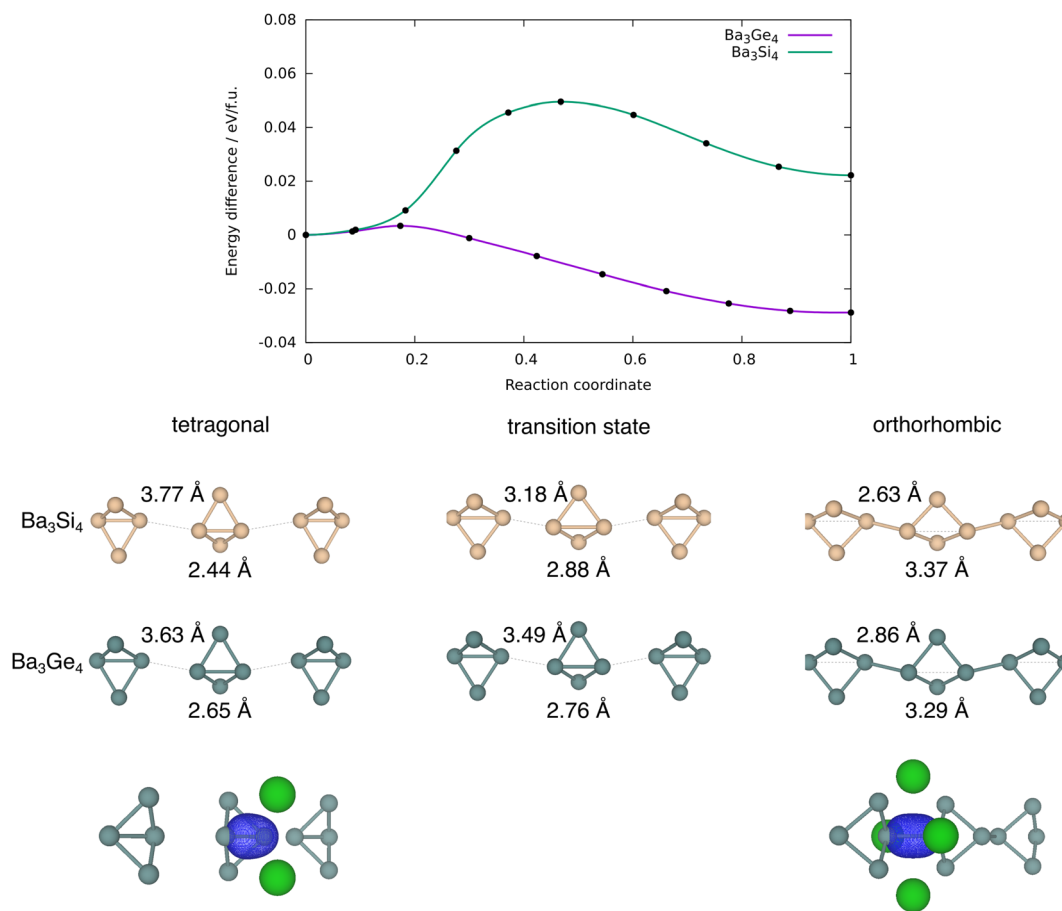 0.08
0.06
0.04
0.02
0
-0.02
-0.04
Energy difference / eV/f.u.
Ba₃Ge₄
Ba₃Si₄
0 0.2 0.4 0.6 0.8 1
Reaction coordinate
tetragonal transition state orthorhombic
Ba₃Si₄
3.77 Å 3.18 Å 2.63 Å
2.44 Å 2.88 Å 3.37 Å
Ba₃Ge₄
3.63 Å 3.49 Å 2.86 Å
2.65 Å 2.76 Å 3.29 Å